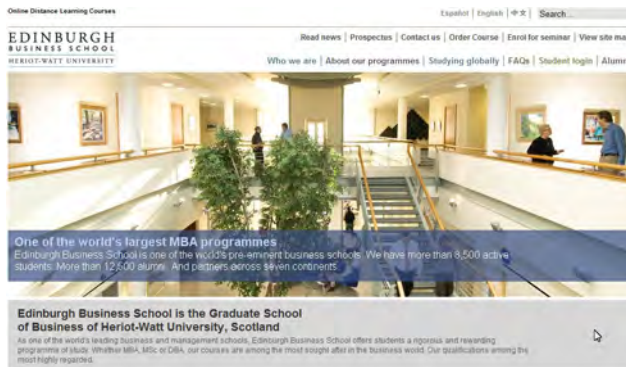 Online Distance Learning Courses
Español | English | 中文 | Search...
EDINBURGH
BUSINESS SCHOOL
HERIOT-WATT UNIVERSITY
Read news | Prospectus | Contact us | Order Course | Enrol for seminar | View site ma
Who we are | About our programmes | Studying globally | FAQs | Student login | Alumn
One of the world's largest MBA programmes
Edinburgh Business School is one of the world's pre-eminent business schools. We have more than 8,500 active
students. More than 12,500 alumni. And partners across seven continents.
Edinburgh Business School is the Graduate School
of Business of Heriot-Watt University, Scotland
As one of the world's leading business and management schools, Edinburgh Business School offers students a rigorous and rewarding
programme of study. Whether MBA, MSc or DBA, our courses are among the most sought after in the business world. Our qualifications among the
most highly regarded.